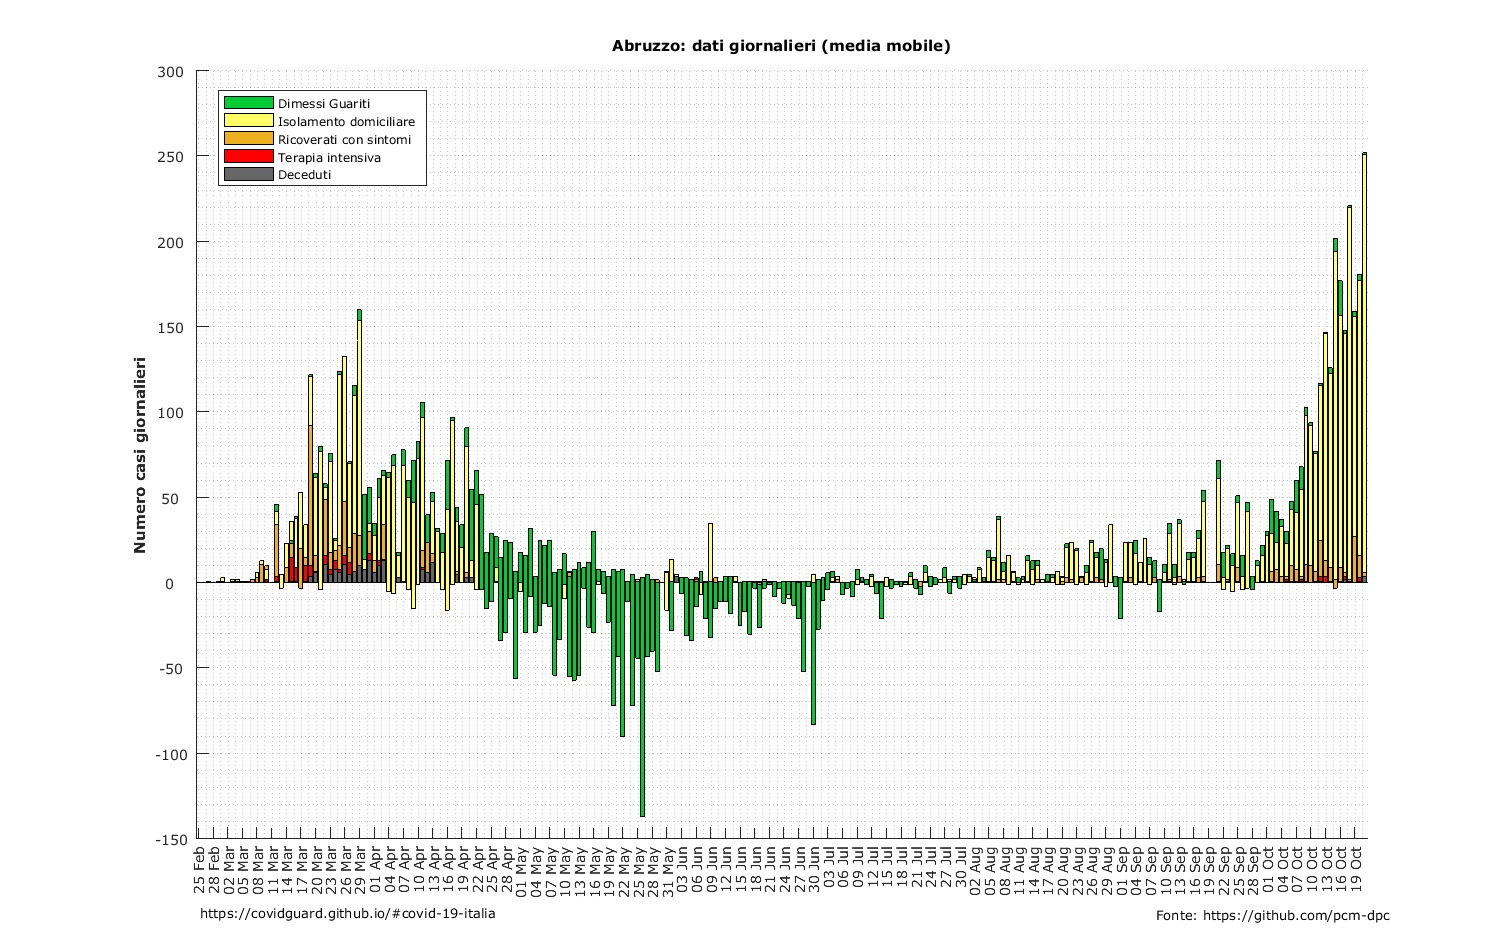 Abruzzo: dati giornalieri (media mobile)
300
250
200
150
100
50
0
-50
-100
-150
Numero casi giornalieri
Dimessi Guariti
Isolamento domiciliare
Ricoverati con sintomi
Terapia intensiva
Deceduti
25 Feb
28 Feb
02 Mar
05 Mar
08 Mar
11 Mar
14 Mar
17 Mar
20 Mar
23 Mar
26 Mar
29 Mar
01 Apr
04 Apr
07 Apr
10 Apr
13 Apr
16 Apr
19 Apr
22 Apr
25 Apr
28 Apr
01 May
04 May
07 May
10 May
13 May
16 May
19 May
22 May
25 May
28 May
31 May
03 Jun
06 Jun
09 Jun
12 Jun
15 Jun
18 Jun
21 Jun
24 Jun
27 Jun
30 Jun
03 Jul
06 Jul
09 Jul
12 Jul
15 Jul
18 Jul
21 Jul
24 Jul
27 Jul
30 Jul
02 Aug
05 Aug
08 Aug
11 Aug
14 Aug
17 Aug
20 Aug
23 Aug
26 Aug
29 Aug
01 Sep
04 Sep
07 Sep
10 Sep
13 Sep
16 Sep
19 Sep
22 Sep
25 Sep
28 Sep
01 Oct
04 Oct
07 Oct
10 Oct
13 Oct
16 Oct
19 Oct
https://covidguard.github.io/#covid-19-italia
Fonte: https://github.com/pcm-dpc